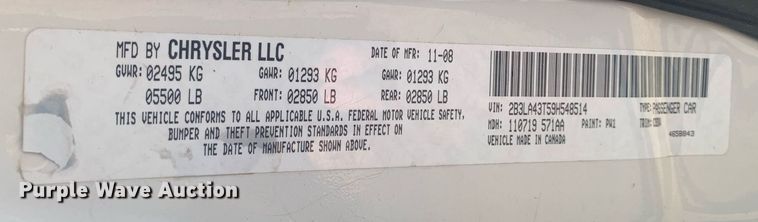 MFD BY CHRYSLER LLC DATE OF MFR: 11-08
GVWR: 02495 KG GAWR: 01293 KG GAWR: 01293 KG
05500 LB FRONT: 02850 LB REAR: 02850 LB
THIS VEHICLE CONFORMS TO ALL APPLICABLE U.S.A. FEDERAL MOTOR VEHICLE SAFETY,
BUMPER AND THEFT PREVENTION STANDARDS IN EFFECT ON
THE DATE OF MANUFACTURE SHOWN ABOVE.
VIN: 2B3LA43T59H548514 TYPE: PASSENGER CAR
MDH: 110719 571AA PAINT: PW1 TRIM:
VEHICLE MADE IN CANADA 4658843
Purple Wave Auction